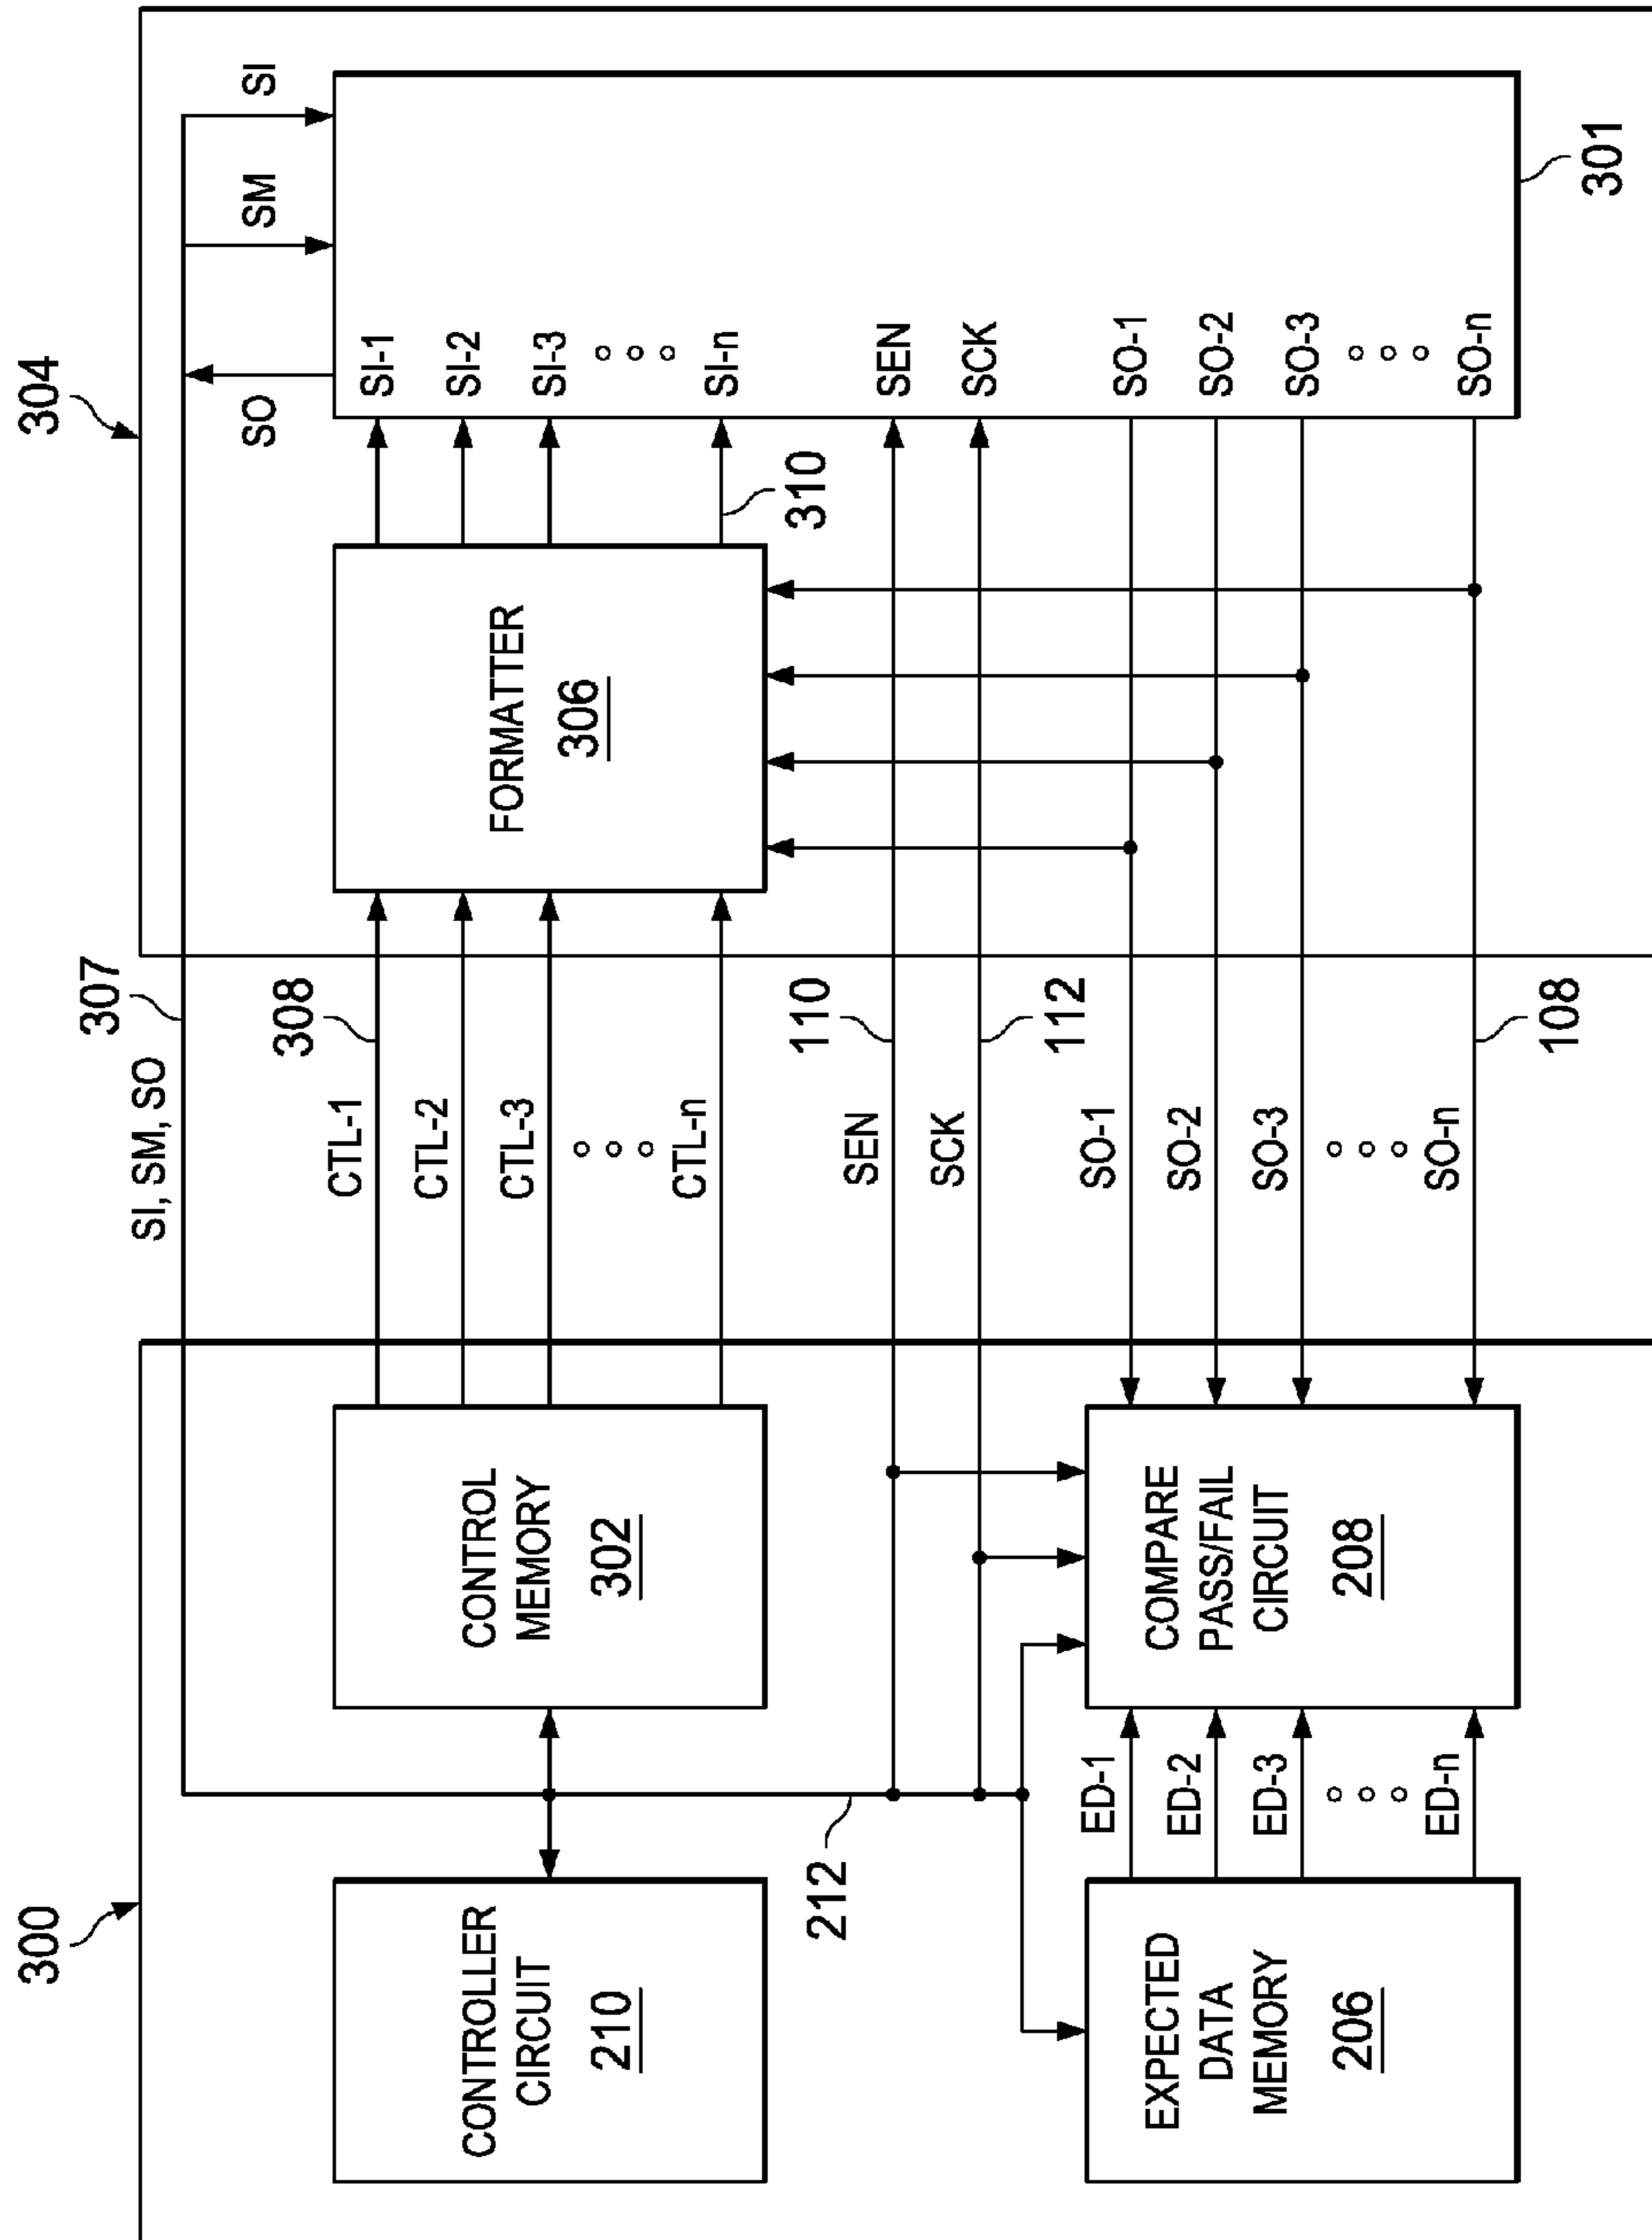 300
304
307
SI, SM, SO
SO
SM
SI
CONTROLLER
CIRCUIT
210
CONTROL
MEMORY
302
308
CTL-1
CTL-2
CTL-3
CTL-n
FORMATTER
306
310
SI-1
SI-2
SI-3
SI-n
212
110
SEN
SCK
112
SEN
SCK
EXPECTED
DATA
MEMORY
206
ED-1
ED-2
ED-3
ED-n
COMPARE
PASS/FAIL
CIRCUIT
208
SO-1
SO-2
SO-3
SO-n
108
SO-1
SO-2
SO-3
SO-n
301